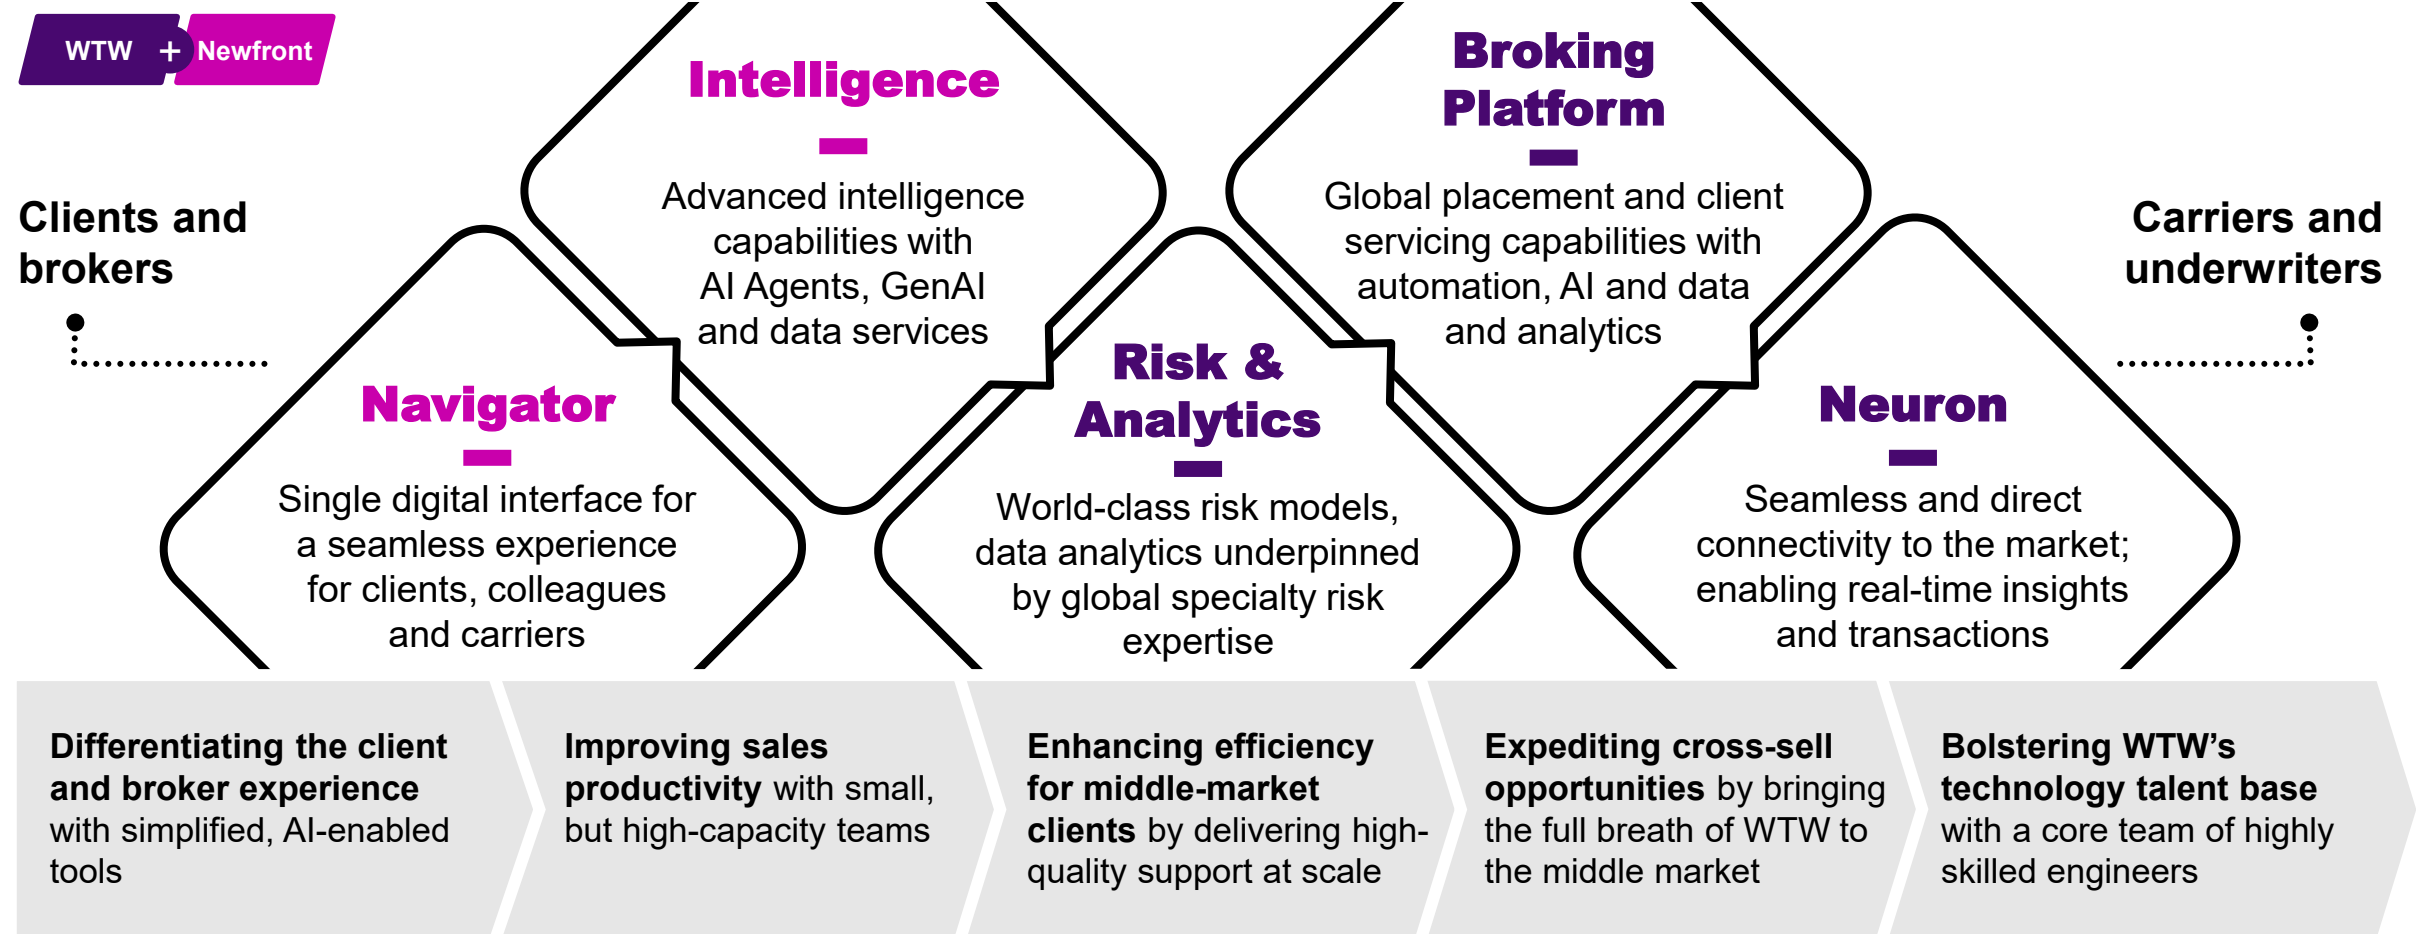 WTW + Newfront
Clients and
brokers
Navigator
Single digital interface for
a seamless experience
for clients, colleagues
and carriers
Intelligence
Advanced intelligence
capabilities with
AI Agents, GenAI
and data services
Risk &
Analytics
World-class risk models,
data analytics underpinned
by global specialty risk
expertise
Broking
Platform
Global placement and client
servicing capabilities with
automation, AI and data
and analytics
Neuron
Seamless and direct
connectivity to the market;
enabling real-time insights
and transactions
Carriers and
underwriters
Differentiating the client
and broker experience
with simplified, AI-enabled
tools
Improving sales
productivity with small,
but high-capacity teams
Enhancing efficiency
for middle-market
clients by delivering high-
quality support at scale
Expediting cross-sell
opportunities by bringing
the full breath of WTW to
the middle market
Bolstering WTW’s
technology talent base
with a core team of highly
skilled engineers